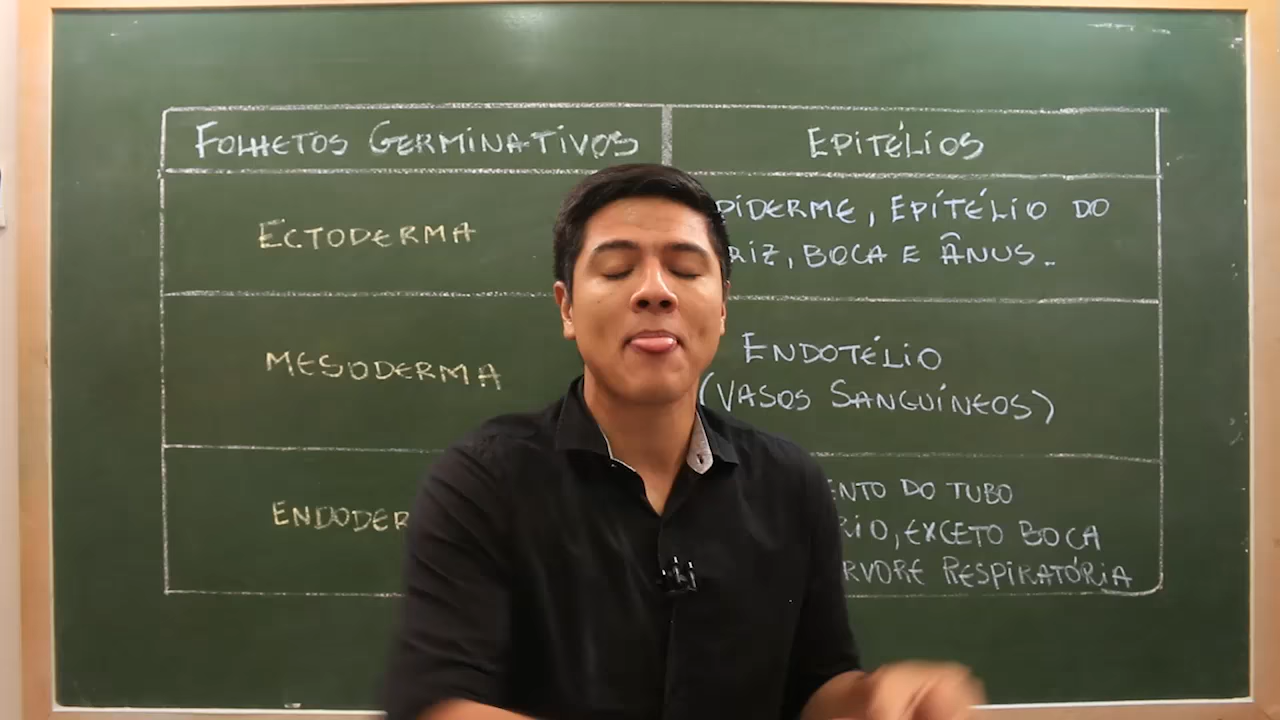 FOLHETOS GERMINATIVOS
EPITÉLIOS
ECTODERMA
PIDERME, EPÍTÉLIO DO
RIZ, BOCA E ÂNUS.
MESODERMA
ENDOTÉLIO
(VASOS SANGUÍNEOS)
ENDODER
ENTO DO TUBO
RIO, EXCETO BOCA
RVORE RESPIRATÓRIA